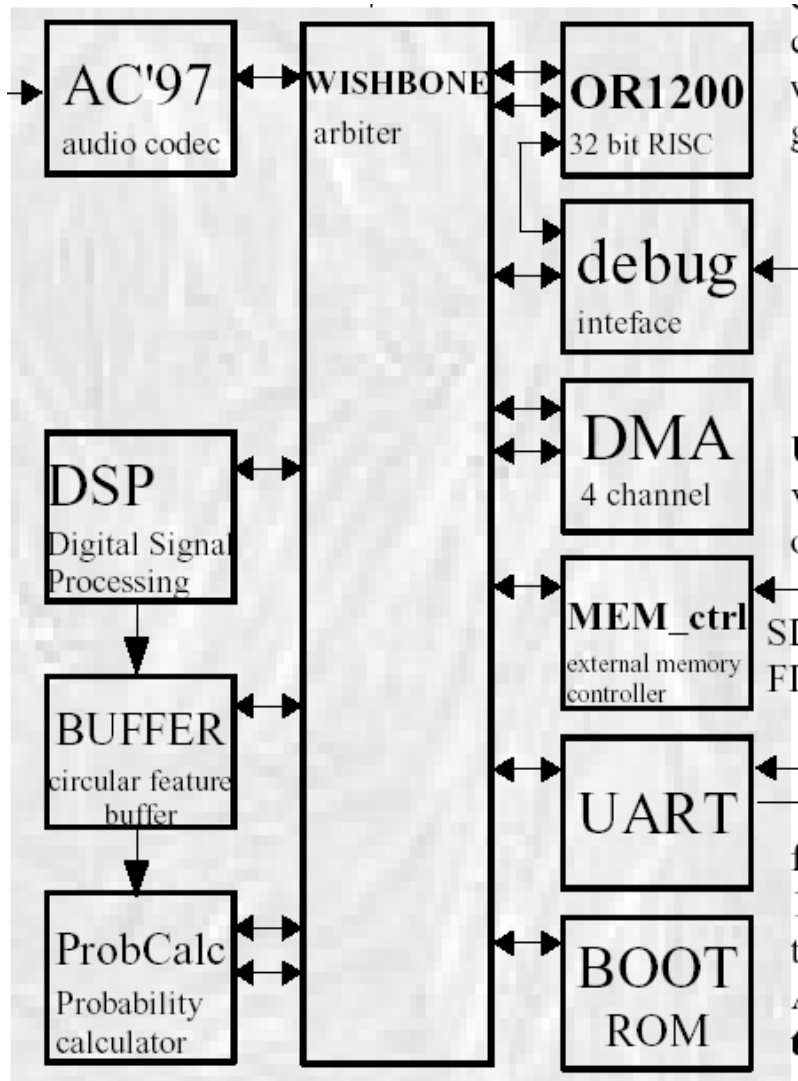 AC'97
audio codec
WISHBONE
arbiter
OR1200
32 bit RISC
debug
inteface
DMA
4 channel
DSP
Digital Signal
Processing
MEM_ctrl
external memory
controller
BUFFER
circular feature
buffer
UART
ProbCalc
Probability
calculator
BOOT
ROM